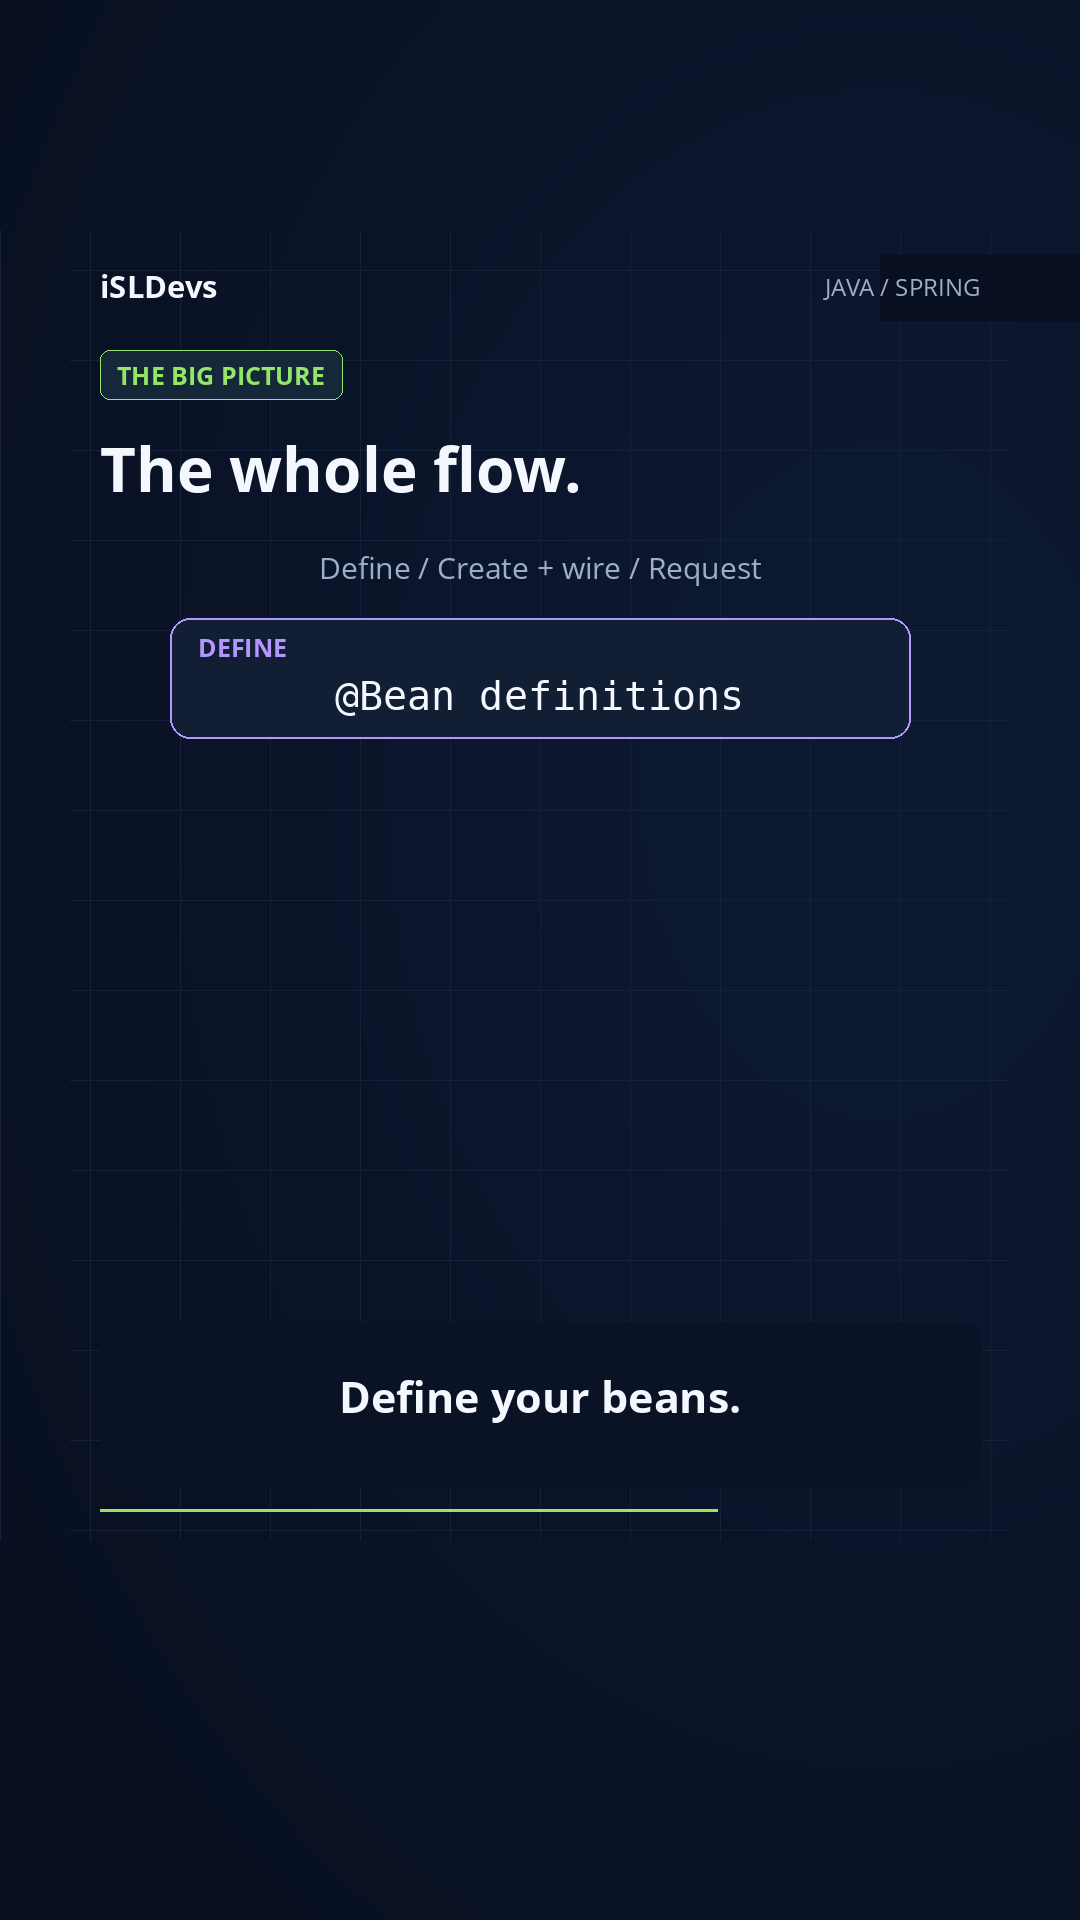 iSLDevs
JAVA / SPRING
THE BIG PICTURE
The whole flow.
Define / Create + wire / Request
DEFINE
@Bean definitions
Define your beans.